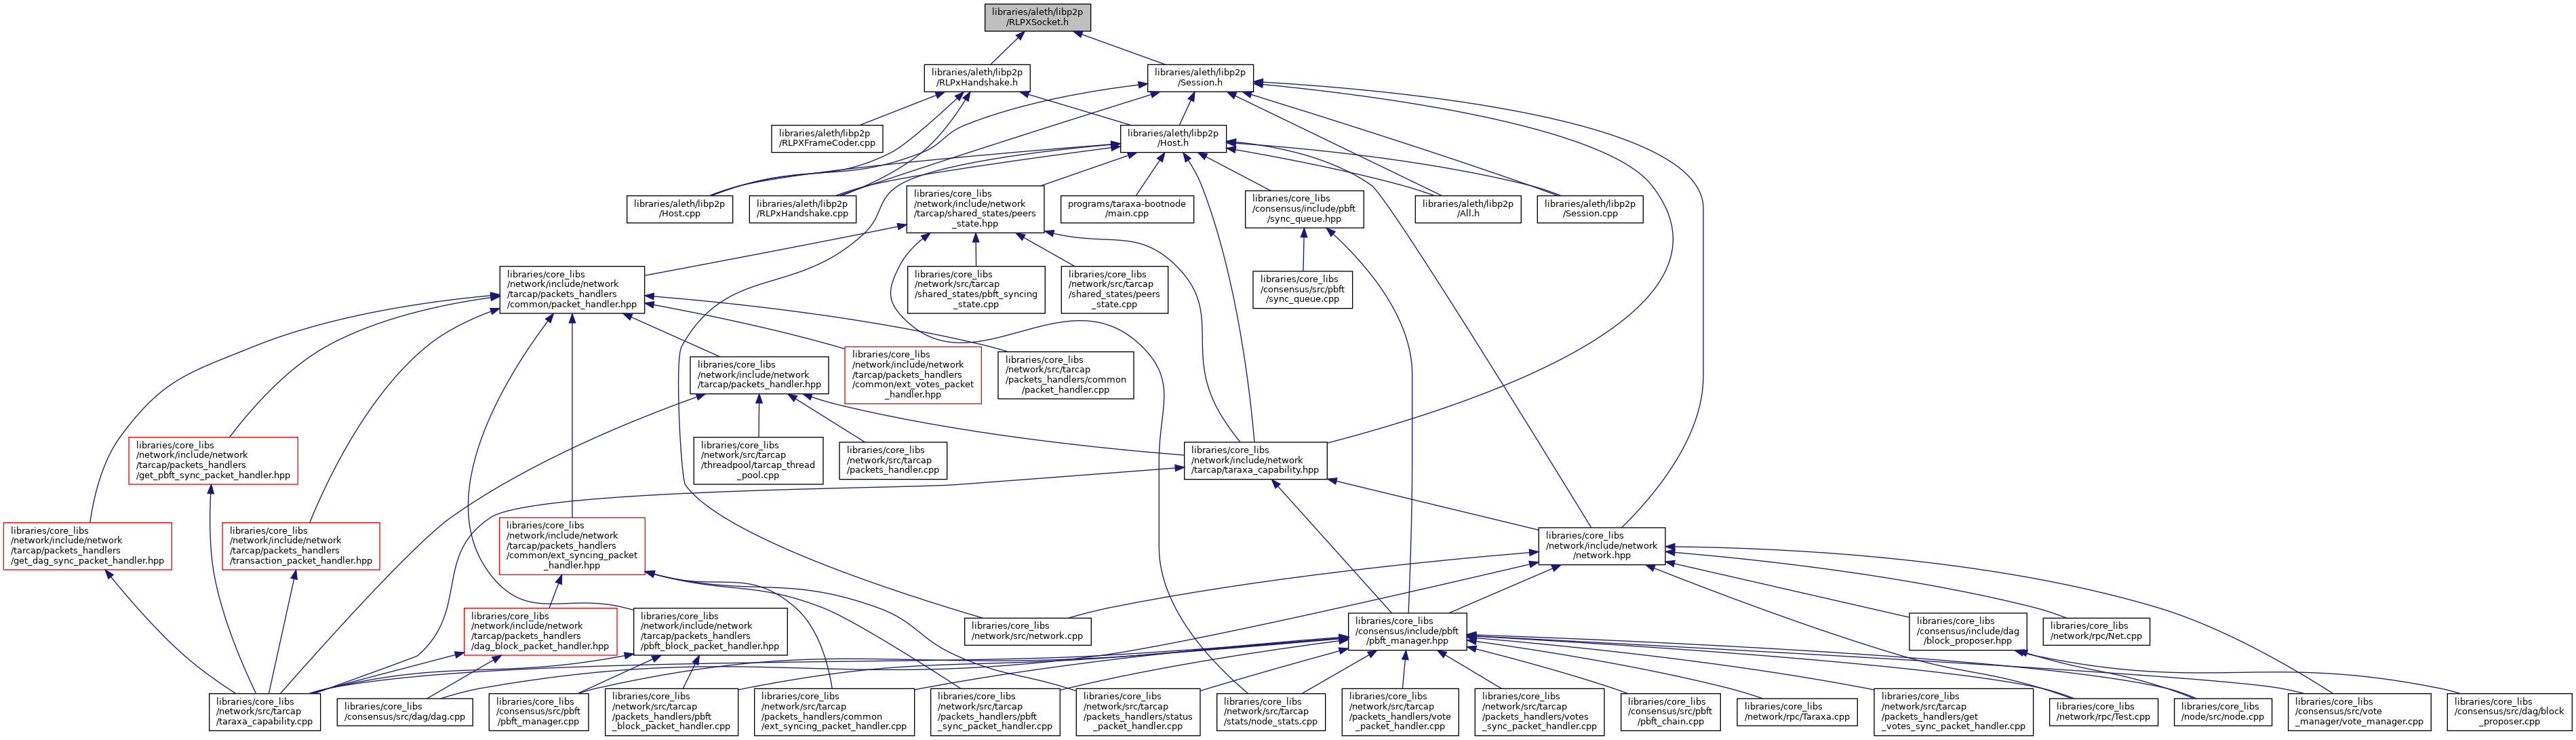 libraries/aleth/libp2p
/RLPXSocket.h
libraries/aleth/libp2p
/RLPxHandshake.h
libraries/aleth/libp2p
/Session.h
libraries/aleth/libp2p
/RLPXFrameCoder.cpp
libraries/aleth/libp2p
/Host.h
libraries/aleth/libp2p
/Host.cpp
libraries/aleth/libp2p
/RLPxHandshake.cpp
libraries/core_libs
/network/include/network
/tarcap/shared_states/peers
_state.hpp
programs/taraxa-bootnode
/main.cpp
libraries/core_libs
/consensus/include/pbft
/sync_queue.hpp
libraries/aleth/libp2p
/All.h
libraries/aleth/libp2p
/Session.cpp
libraries/core_libs
/network/include/network
/tarcap/packets_handlers
/common/packet_handler.hpp
libraries/core_libs
/network/src/tarcap
/shared_states/pbft_syncing
_state.cpp
libraries/core_libs
/network/src/tarcap
/shared_states/peers
_state.cpp
libraries/core_libs
/consensus/src/pbft
/sync_queue.cpp
libraries/core_libs
/network/include/network
/tarcap/packets_handler.hpp
libraries/core_libs
/network/include/network
/tarcap/packets_handlers
/common/ext_votes_packet
_handler.hpp
libraries/core_libs
/network/src/tarcap
/packets_handlers/common
/packet_handler.cpp
libraries/core_libs
/network/include/network
/tarcap/packets_handlers
/get_pbft_sync_packet_handler.hpp
libraries/core_libs
/network/src/tarcap
/threadpool/tarcap_thread
_pool.cpp
libraries/core_libs
/network/src/tarcap
/packets_handler.cpp
libraries/core_libs
/network/include/network
/tarcap/taraxa_capability.hpp
libraries/core_libs
/network/include/network
/tarcap/packets_handlers
/get_dag_sync_packet_handler.hpp
libraries/core_libs
/network/include/network
/tarcap/packets_handlers
/transaction_packet_handler.hpp
libraries/core_libs
/network/include/network
/tarcap/packets_handlers
/common/ext_syncing_packet
_handler.hpp
libraries/core_libs
/network/include/network
/network.hpp
libraries/core_libs
/network/include/network
/tarcap/packets_handlers
/dag_block_packet_handler.hpp
libraries/core_libs
/network/include/network
/tarcap/packets_handlers
/pbft_block_packet_handler.hpp
libraries/core_libs
/network/src/network.cpp
libraries/core_libs
/consensus/include/pbft
/pbft_manager.hpp
libraries/core_libs
/consensus/include/dag
/block_proposer.hpp
libraries/core_libs
/network/rpc/Net.cpp
libraries/core_libs
/network/src/tarcap
/taraxa_capability.cpp
libraries/core_libs
/consensus/src/dag/dag.cpp
libraries/core_libs
/consensus/src/pbft
/pbft_manager.cpp
libraries/core_libs
/network/src/tarcap
/packets_handlers/pbft
_block_packet_handler.cpp
libraries/core_libs
/network/src/tarcap
/packets_handlers/common
/ext_syncing_packet_handler.cpp
libraries/core_libs
/network/src/tarcap
/packets_handlers/pbft
_sync_packet_handler.cpp
libraries/core_libs
/network/src/tarcap
/packets_handlers/status
_packet_handler.cpp
libraries/core_libs
/network/src/tarcap
/stats/node_stats.cpp
libraries/core_libs
/network/src/tarcap
/packets_handlers/vote
_packet_handler.cpp
libraries/core_libs
/network/src/tarcap
/packets_handlers/votes
_sync_packet_handler.cpp
libraries/core_libs
/consensus/src/pbft
/pbft_chain.cpp
libraries/core_libs
/network/rpc/Taraxa.cpp
libraries/core_libs
/network/src/tarcap
/packets_handlers/get
_votes_sync_packet_handler.cpp
libraries/core_libs
/network/rpc/Test.cpp
libraries/core_libs
/node/src/node.cpp
libraries/core_libs
/consensus/src/vote
_manager/vote_manager.cpp
libraries/core_libs
/consensus/src/dag/block
_proposer.cpp